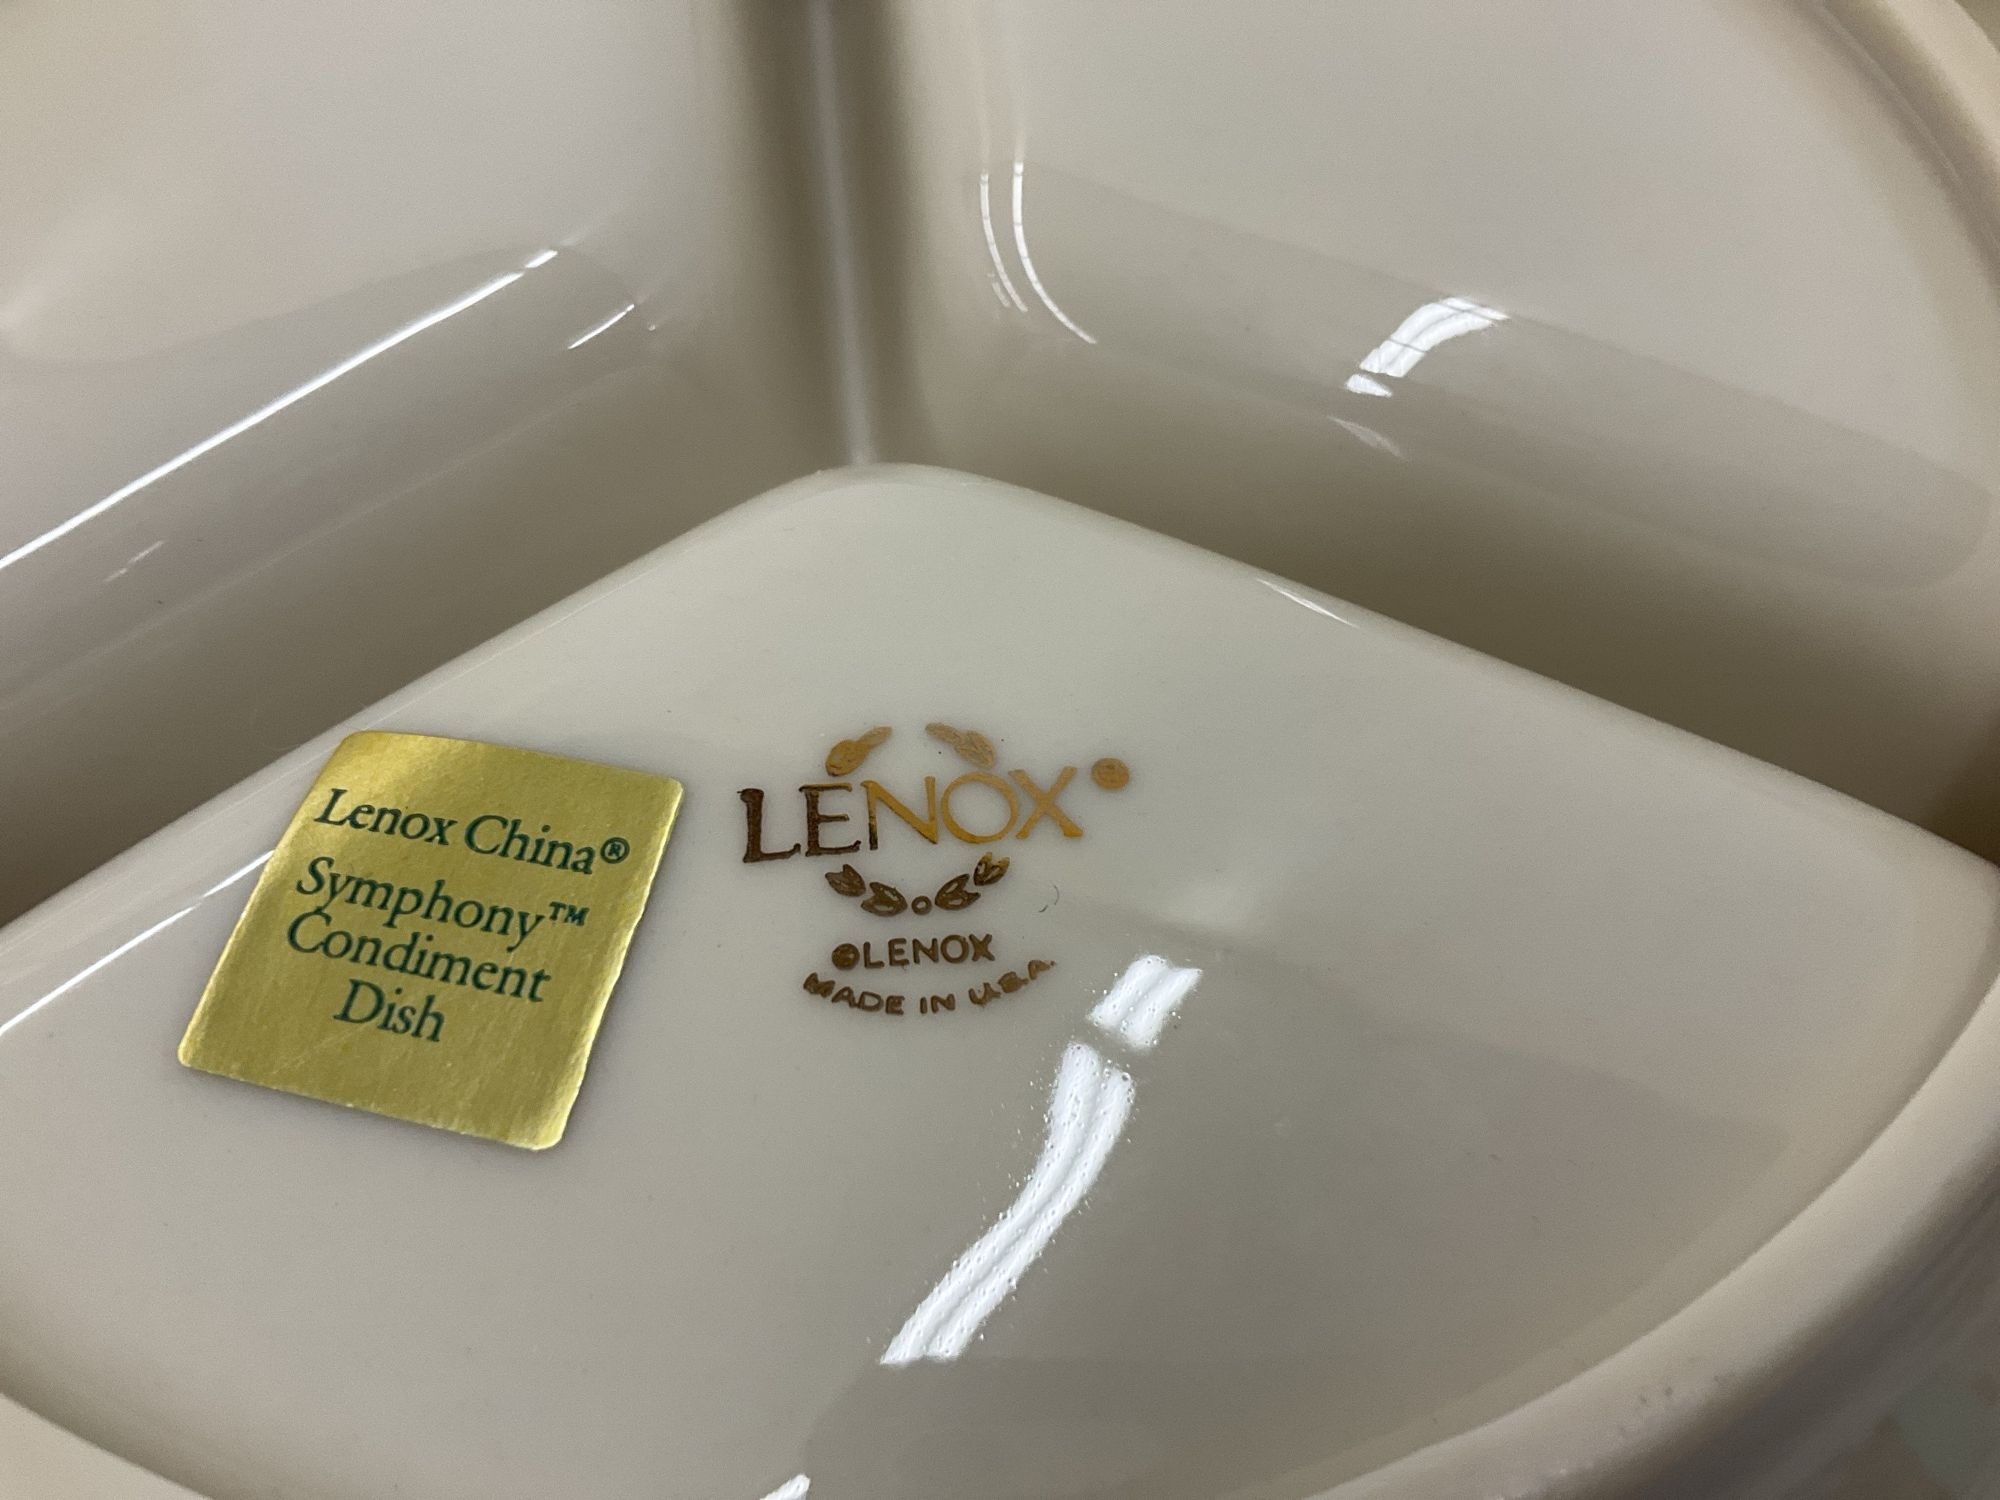 Lenox China®
Symphony™
Condiment
Dish
LENOX®
©LENOX
MADE IN U.S.A.